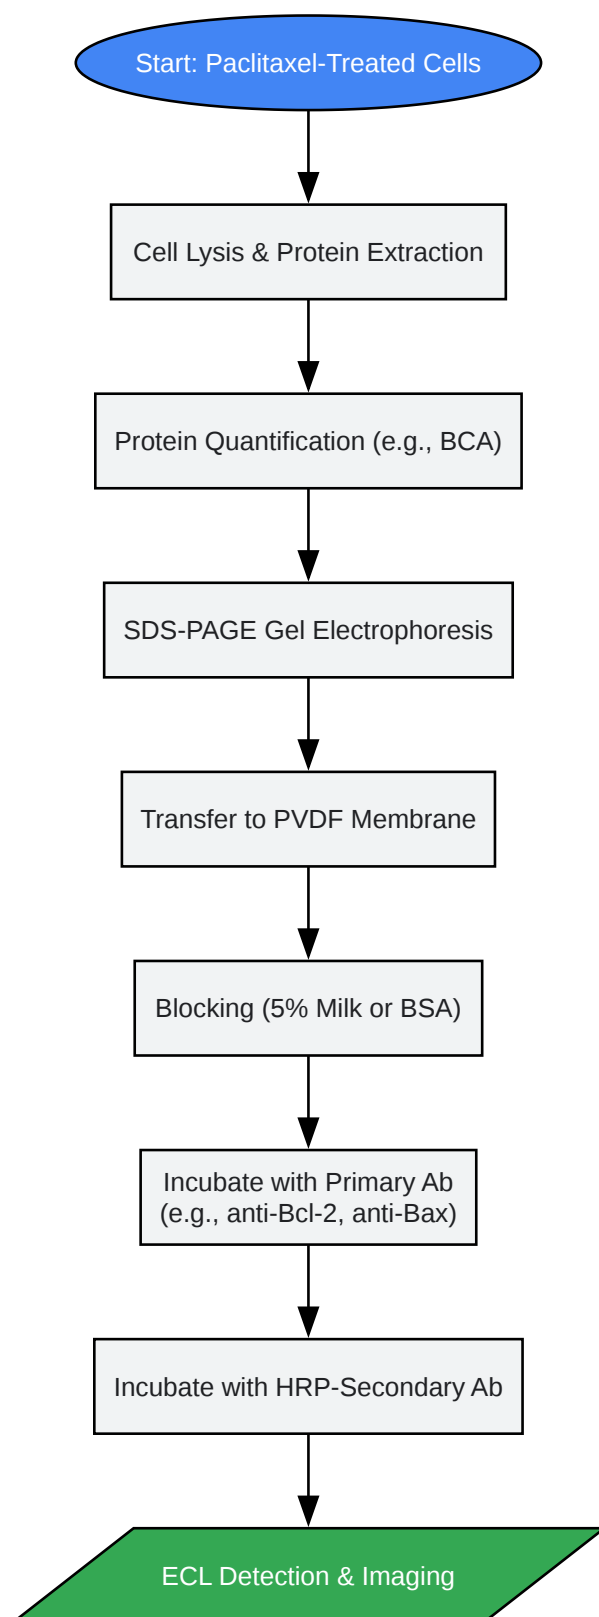 Start: Paclitaxel-Treated Cells
Cell Lysis & Protein Extraction
Protein Quantification (e.g., BCA)
SDS-PAGE Gel Electrophoresis
Transfer to PVDF Membrane
Blocking (5% Milk or BSA)
Incubate with Primary Ab
(e.g., anti-Bcl-2, anti-Bax)
Incubate with HRP-Secondary Ab
ECL Detection & Imaging